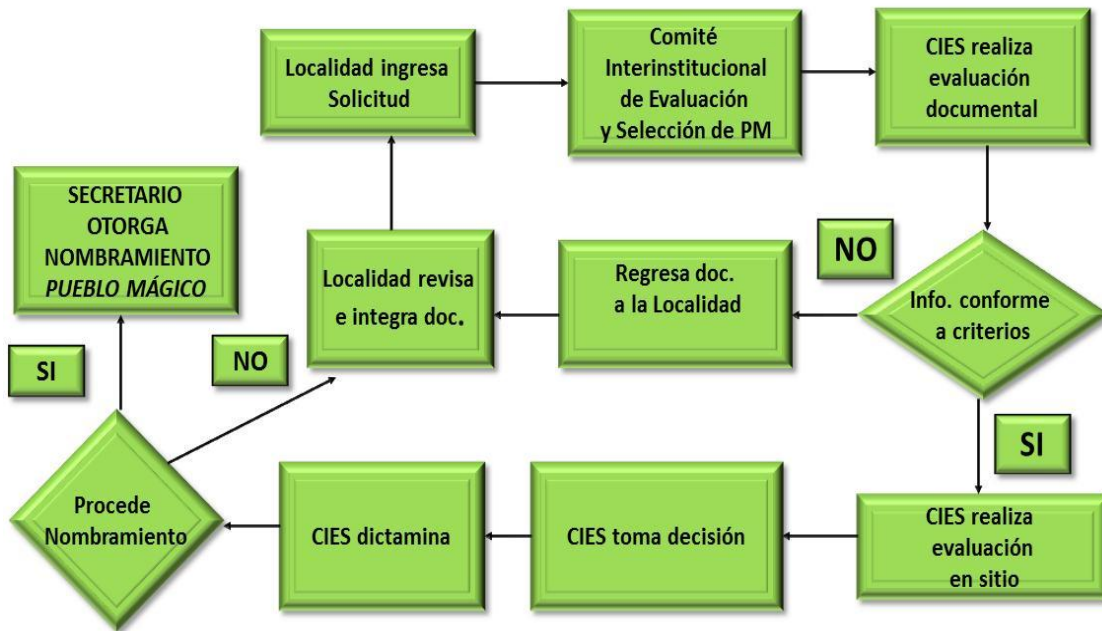 Localidad ingresa
Solicitud
Comité
Interinstitucional
de Evaluación
y Selección de PM
CIES realiza
evaluación
documental
SECRETARIO
OTORGA
NOMBRAMIENTO
PUEBLO MÁGICO
Localidad revisa
e integra doc.
Regresa doc.
a la Localidad
NO
Info. conforme
a criterios
SI
NO
SI
Procede
Nombramiento
CIES dictamina
CIES toma decisión
CIES realiza
evaluación
en sitio